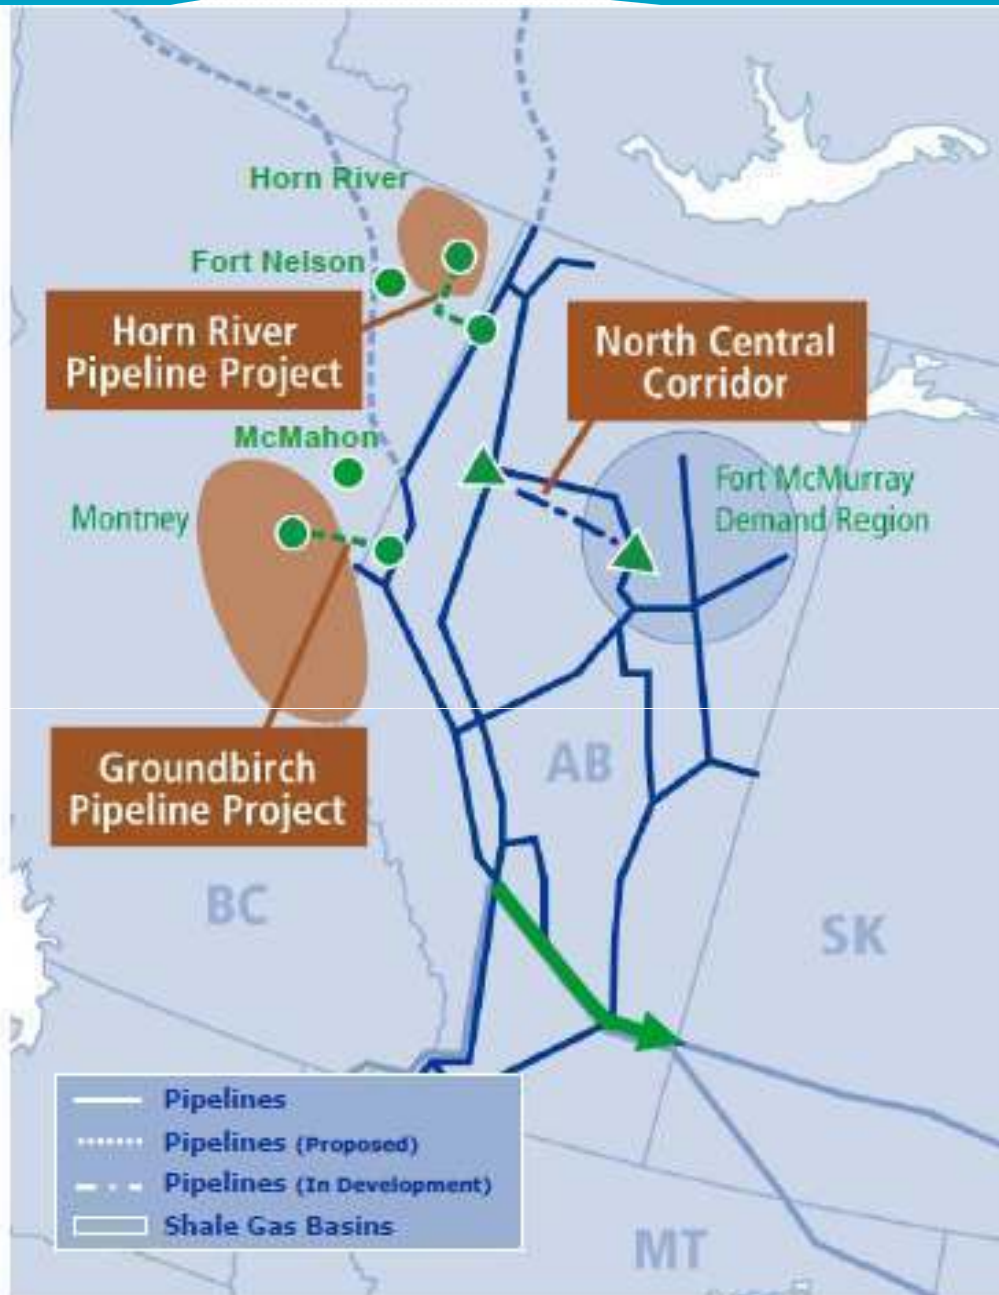 Horn River
Fort Nelson
Horn River
Pipeline Project
North Central
Corridor
McMahon
Montney
Fort McMurray
Demand Region
Groundbirch
Pipeline Project
AB
BC
SK
Pipelines
Pipelines (Proposed)
Pipelines (In Development)
Shale Gas Basins
MT